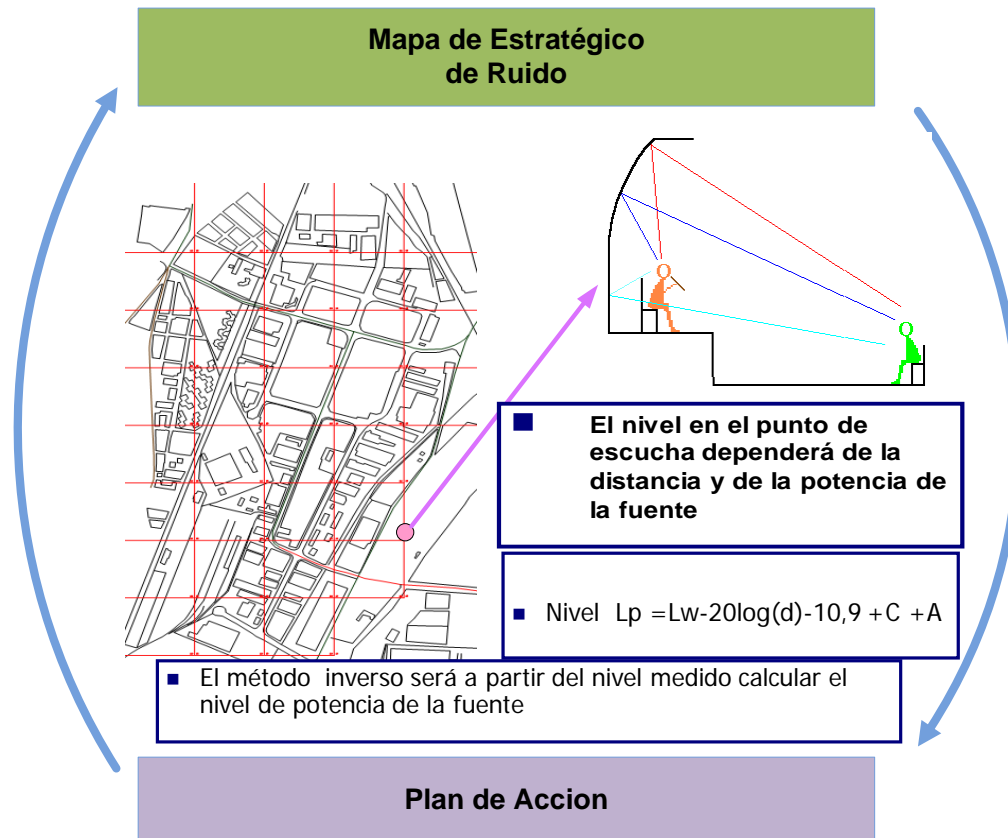 Mapa de Estratégico
de Ruido
El nivel en el punto de
escucha dependerá de la
distancia y de la potencia de
la fuente
Nivel Lp =Lw-20log(d)-10,9 +C +A
El método inverso será a partir del nivel medido calcular el
nivel de potencia de la fuente
Plan de Accion